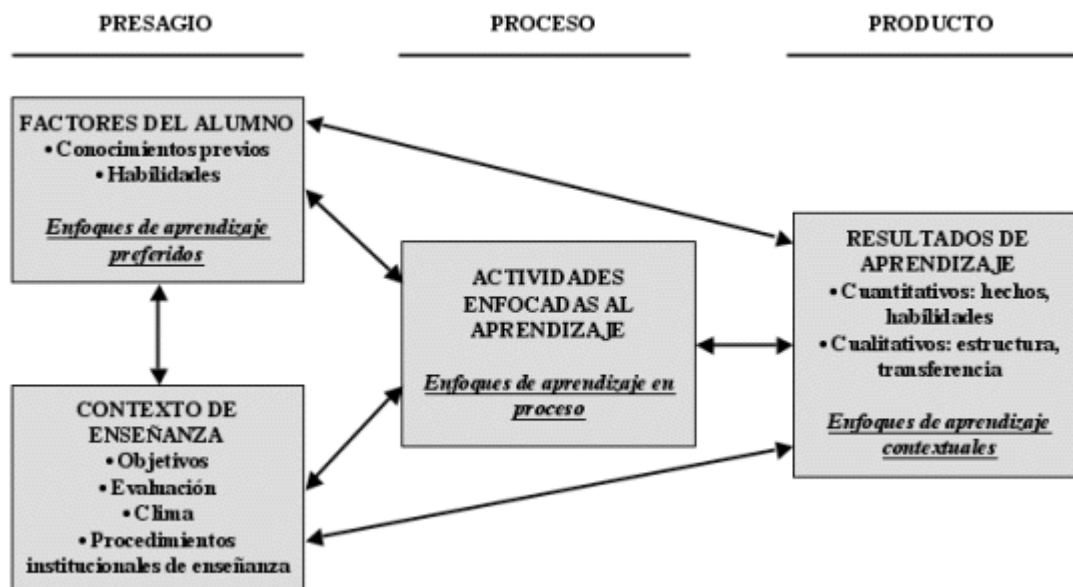 PRESAGIO
PROCESO
PRODUCTO
FACTORES DEL ALUMNO
• Conocimientos previos
• Habilidades
Enfoques de aprendizaje
preferidos
CONTEXTO DE
ENSEÑANZA
• Objetivos
• Evaluación
• Clima
• Procedimientos
institucionales de enseñanza
ACTIVIDADES
ENFOCADAS AL
APRENDIZAJE
Enfoques de aprendizaje en
proceso
RESULTADOS DE
APRENDIZAJE
• Cuantitativos: hechos,
habilidades
• Cualitativos: estructura,
transferencia
Enfoques de aprendizaje
contextuales